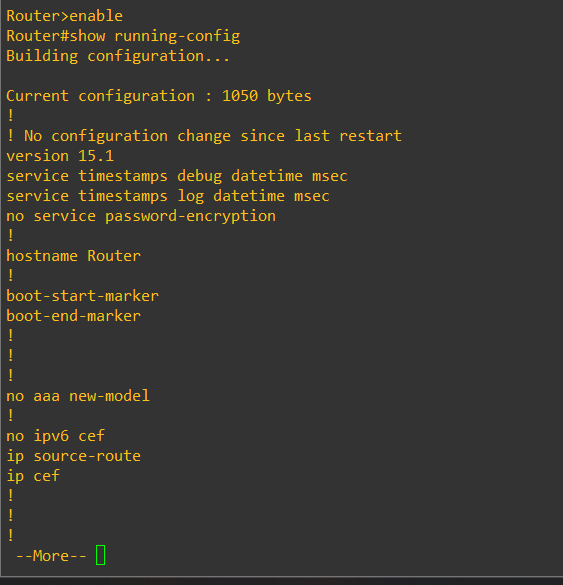 Router>enable
Router#show running-config
Building configuration...
Current configuration : 1050 bytes
!
! No configuration change since last restart
version 15.1
service timestamps debug datetime msec
service timestamps log datetime msec
no service password-encryption
!
hostname Router
!
boot-start-marker
boot-end-marker
!
!
!
no aaa new-model
!
no ipv6 cef
ip source-route
ip cef
!
!
!
--More--